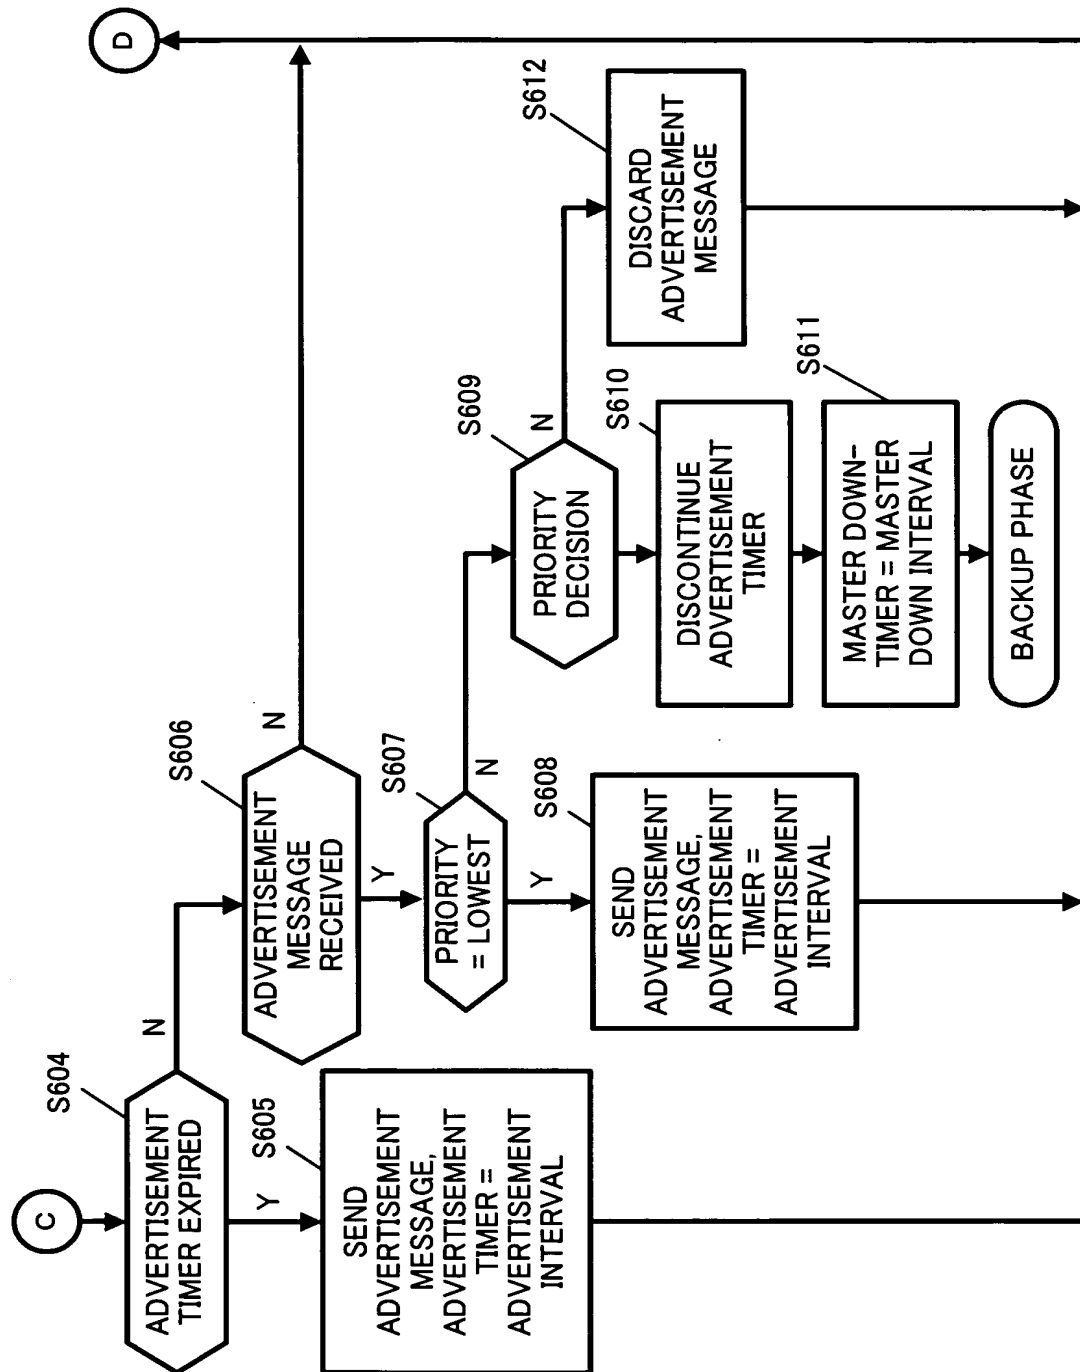 C
S604
ADVERTISEMENT
TIMER EXPIRED
N
Y
S605
SEND
ADVERTISEMENT
MESSAGE,
ADVERTISEMENT
TIMER =
ADVERTISEMENT
INTERVAL
S606
ADVERTISEMENT
MESSAGE
RECEIVED
N
Y
S607
PRIORITY
= LOWEST
N
Y
S608
SEND
ADVERTISEMENT
MESSAGE,
ADVERTISEMENT
TIMER =
ADVERTISEMENT
INTERVAL
S609
PRIORITY
DECISION
N
S610
DISCONTINUE
ADVERTISEMENT
TIMER
S611
MASTER DOWN-
TIMER = MASTER
DOWN INTERVAL
BACKUP PHASE
S612
DISCARD
ADVERTISEMENT
MESSAGE
D